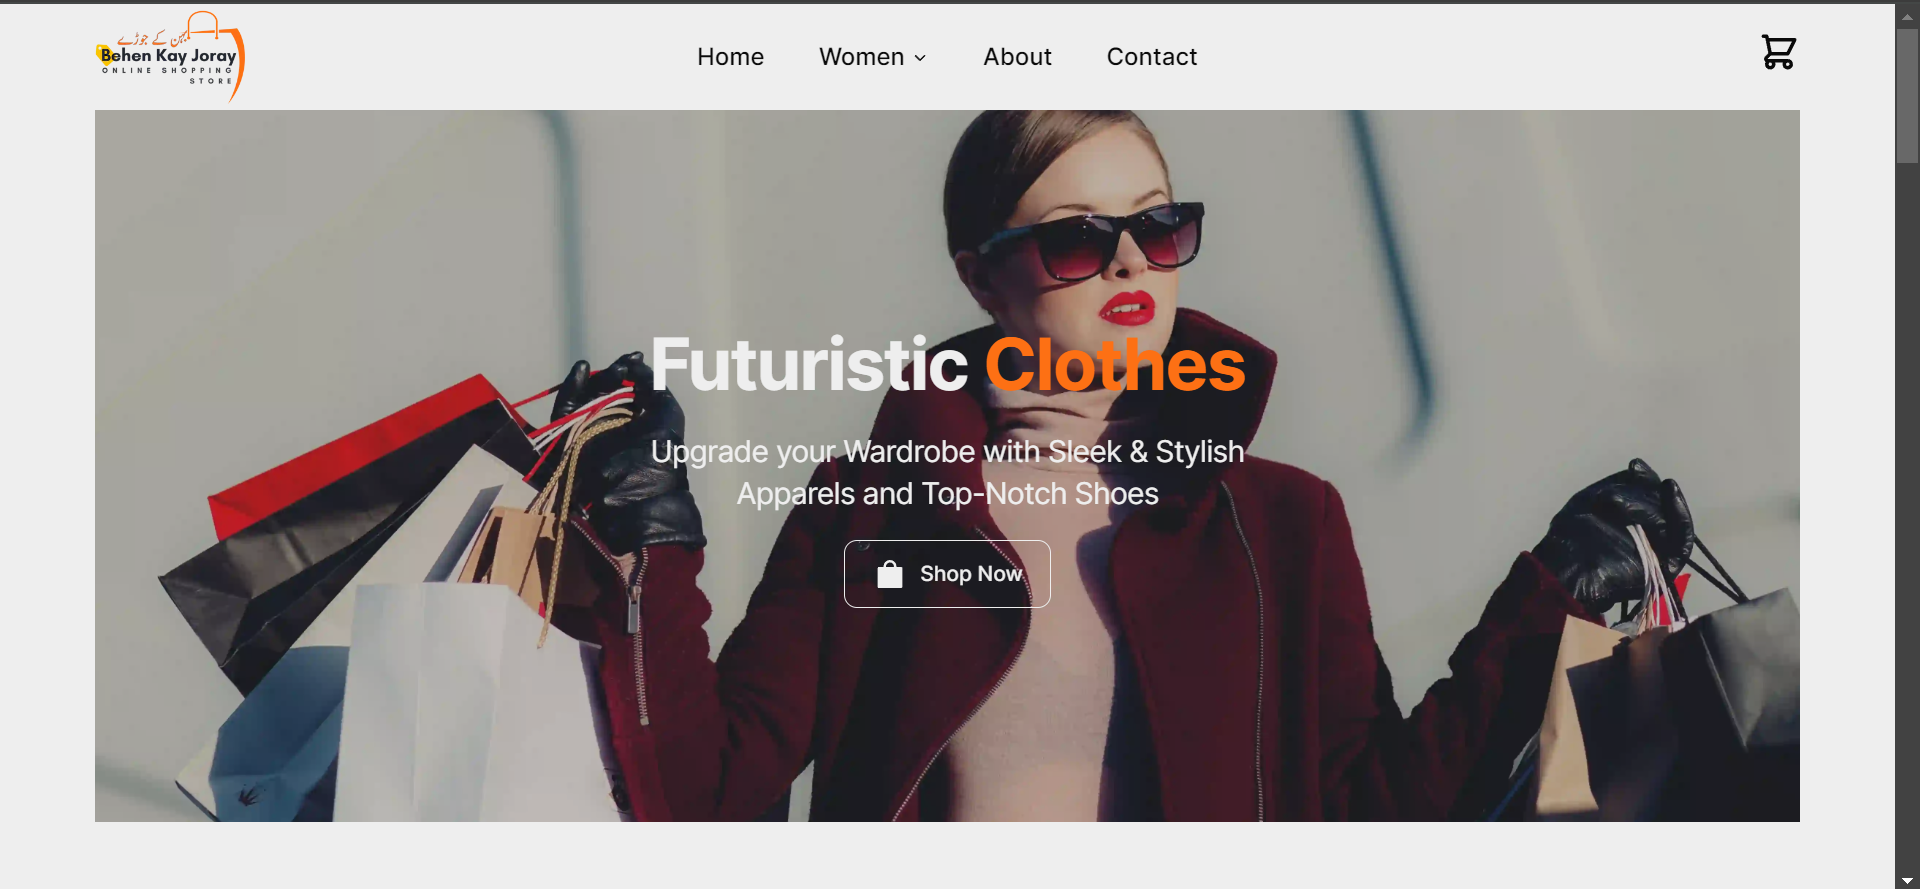 بہن کے جوڑے
Behen Kay Joray
ONLINE SHOPPING
STORE
Home
Women
About
Contact
Futuristic Clothes
Upgrade your Wardrobe with Sleek & Stylish
Apparels and Top-Notch Shoes
Shop Now